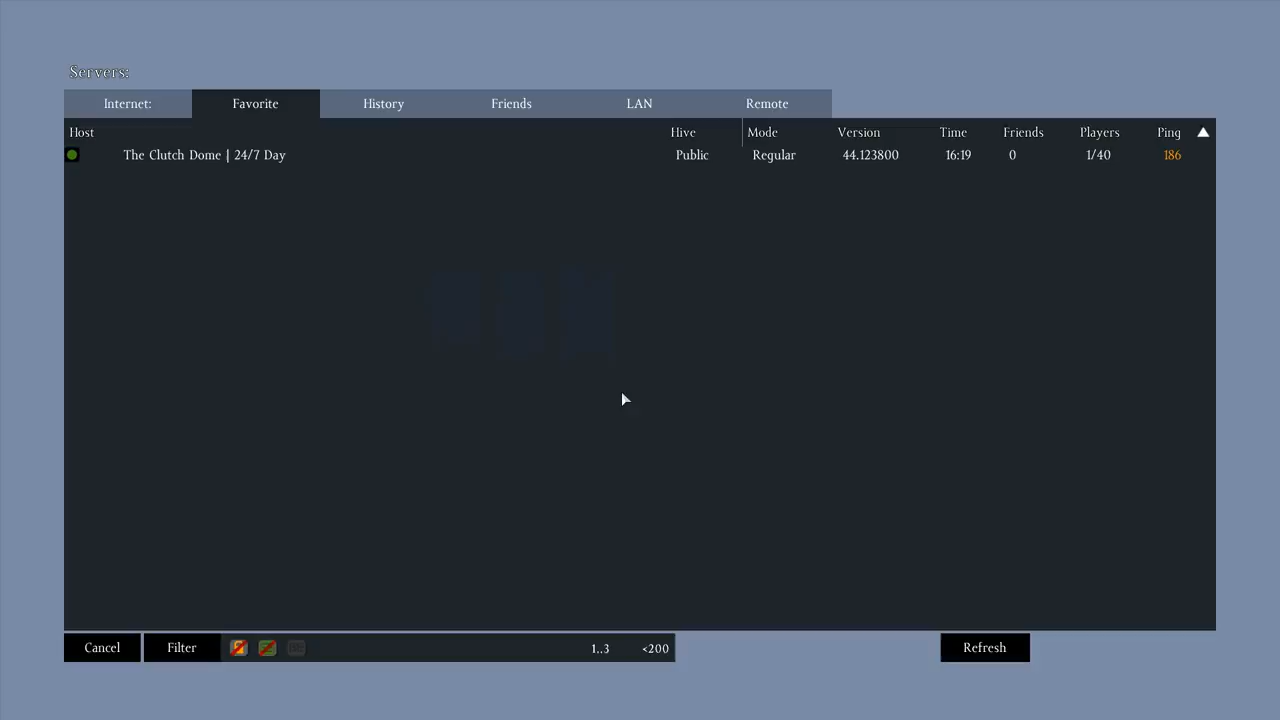 Servers:
Internet: Favorite History Friends LAN Remote
Host Hive Mode Version Time Friends Players Ping
The Clutch Dome | 24/7 Day Public Regular 44.123800 16:19 0 1/40 186
Cancel Filter 1..3 <200 Refresh